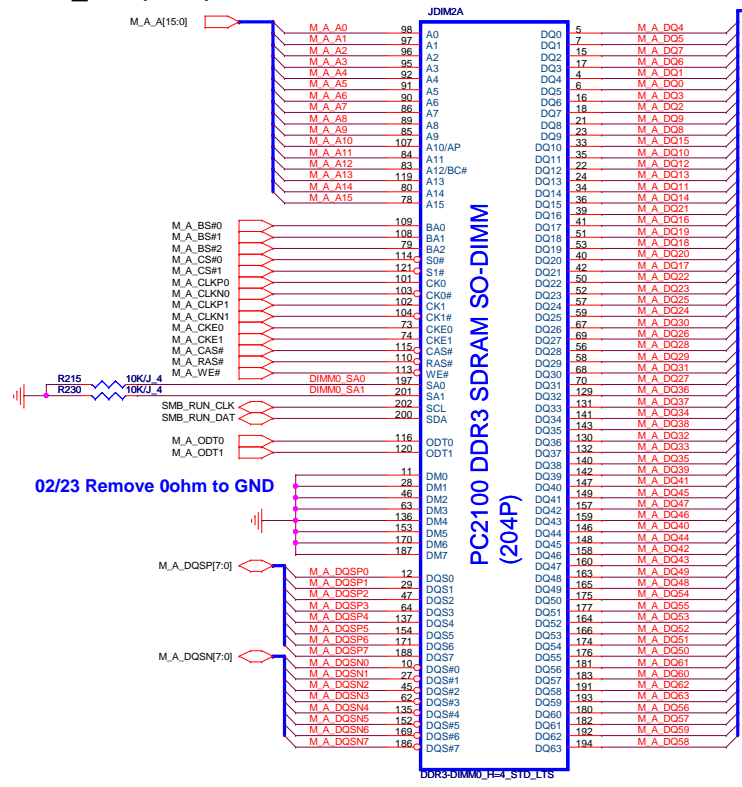 JDIM2A
M_A_A[15:0]
M_A_A0 98 A0
M_A_A1 97 A1
M_A_A2 96 A2
M_A_A3 95 A3
M_A_A4 92 A4
M_A_A5 91 A5
M_A_A6 90 A6
M_A_A7 86 A7
M_A_A8 89 A8
M_A_A9 85 A9
M_A_A10 107 A10/AP
M_A_A11 84 A11
M_A_A12 83 A12/BC#
M_A_A13 119 A13
M_A_A14 80 A14
M_A_A15 78 A15
M_A_BS#0 109 BA0
M_A_BS#1 108 BA1
M_A_BS#2 79 BA2
M_A_CS#0 114 S0#
M_A_CS#1 121 S1#
M_A_CLKP0 101 CK0
M_A_CLKN0 103 CK0#
M_A_CLKP1 102 CK1
M_A_CLKN1 104 CK1#
M_A_CKE0 73 CKE0
M_A_CKE1 74 CKE1
M_A_CAS# 115 CAS#
M_A_RAS# 110 RAS#
M_A_WE# 113 WE#
R215 10K/J_4 DIMM0_SA0 197 SA0
R230 10K/J_4 DIMM0_SA1 201 SA1
SMB_RUN_CLK 202 SCL
SMB_RUN_DAT 200 SDA
M_A_ODT0 116 ODT0
M_A_ODT1 120 ODT1
02/23 Remove 0ohm to GND
11 DM0
28 DM1
46 DM2
63 DM3
136 DM4
153 DM5
170 DM6
187 DM7
M_A_DQSP[7:0]
M_A_DQSP0 12 DQS0
M_A_DQSP1 29 DQS1
M_A_DQSP2 47 DQS2
M_A_DQSP3 64 DQS3
M_A_DQSP4 137 DQS4
M_A_DQSP5 154 DQS5
M_A_DQSP6 171 DQS6
M_A_DQSP7 188 DQS7
M_A_DQSN[7:0]
M_A_DQSN0 10 DQS#0
M_A_DQSN1 27 DQS#1
M_A_DQSN2 45 DQS#2
M_A_DQSN3 62 DQS#3
M_A_DQSN4 135 DQS#4
M_A_DQSN5 152 DQS#5
M_A_DQSN6 169 DQS#6
M_A_DQSN7 186 DQS#7
PC2100 DDR3 SDRAM SO-DIMM
(204P)
DQ0 5 M_A_DQ4
DQ1 7 M_A_DQ5
DQ2 15 M_A_DQ7
DQ3 17 M_A_DQ6
DQ4 4 M_A_DQ1
DQ5 6 M_A_DQ0
DQ6 16 M_A_DQ3
DQ7 18 M_A_DQ2
DQ8 21 M_A_DQ9
DQ9 23 M_A_DQ8
DQ10 33 M_A_DQ15
DQ11 35 M_A_DQ10
DQ12 22 M_A_DQ12
DQ13 24 M_A_DQ13
DQ14 34 M_A_DQ11
DQ15 36 M_A_DQ14
DQ16 39 M_A_DQ21
DQ17 41 M_A_DQ16
DQ18 51 M_A_DQ19
DQ19 53 M_A_DQ18
DQ20 40 M_A_DQ20
DQ21 42 M_A_DQ17
DQ22 50 M_A_DQ22
DQ23 52 M_A_DQ23
DQ24 57 M_A_DQ25
DQ25 59 M_A_DQ24
DQ26 67 M_A_DQ30
DQ27 69 M_A_DQ26
DQ28 56 M_A_DQ28
DQ29 58 M_A_DQ29
DQ30 68 M_A_DQ31
DQ31 70 M_A_DQ27
DQ32 129 M_A_DQ36
DQ33 131 M_A_DQ37
DQ34 141 M_A_DQ34
DQ35 143 M_A_DQ38
DQ36 130 M_A_DQ32
DQ37 132 M_A_DQ33
DQ38 140 M_A_DQ35
DQ39 142 M_A_DQ39
DQ40 147 M_A_DQ41
DQ41 149 M_A_DQ45
DQ42 157 M_A_DQ47
DQ43 159 M_A_DQ46
DQ44 146 M_A_DQ40
DQ45 148 M_A_DQ44
DQ46 158 M_A_DQ42
DQ47 160 M_A_DQ43
DQ48 163 M_A_DQ49
DQ49 165 M_A_DQ48
DQ50 175 M_A_DQ54
DQ51 177 M_A_DQ55
DQ52 164 M_A_DQ53
DQ53 166 M_A_DQ52
DQ54 174 M_A_DQ51
DQ55 176 M_A_DQ50
DQ56 181 M_A_DQ61
DQ57 183 M_A_DQ60
DQ58 191 M_A_DQ62
DQ59 193 M_A_DQ63
DQ60 180 M_A_DQ56
DQ61 182 M_A_DQ57
DQ62 192 M_A_DQ59
DQ63 194 M_A_DQ58
DDR3-DIMM0_H=4_STD_LTS